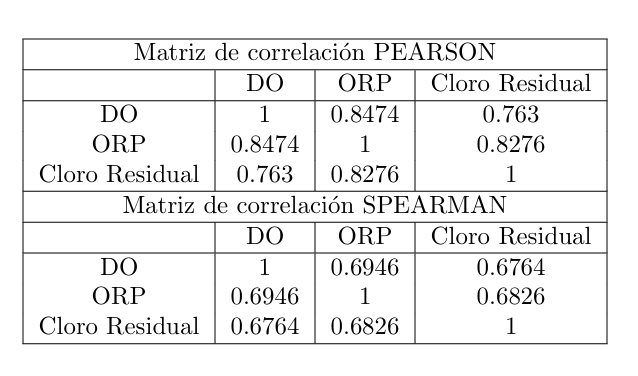 Matriz de correlación PEARSON
DO ORP Cloro Residual
DO 1 0.8474 0.763
ORP 0.8474 1 0.8276
Cloro Residual 0.763 0.8276 1
Matriz de correlación SPEARMAN
DO ORP Cloro Residual
DO 1 0.6946 0.6764
ORP 0.6946 1 0.6826
Cloro Residual 0.6764 0.6826 1